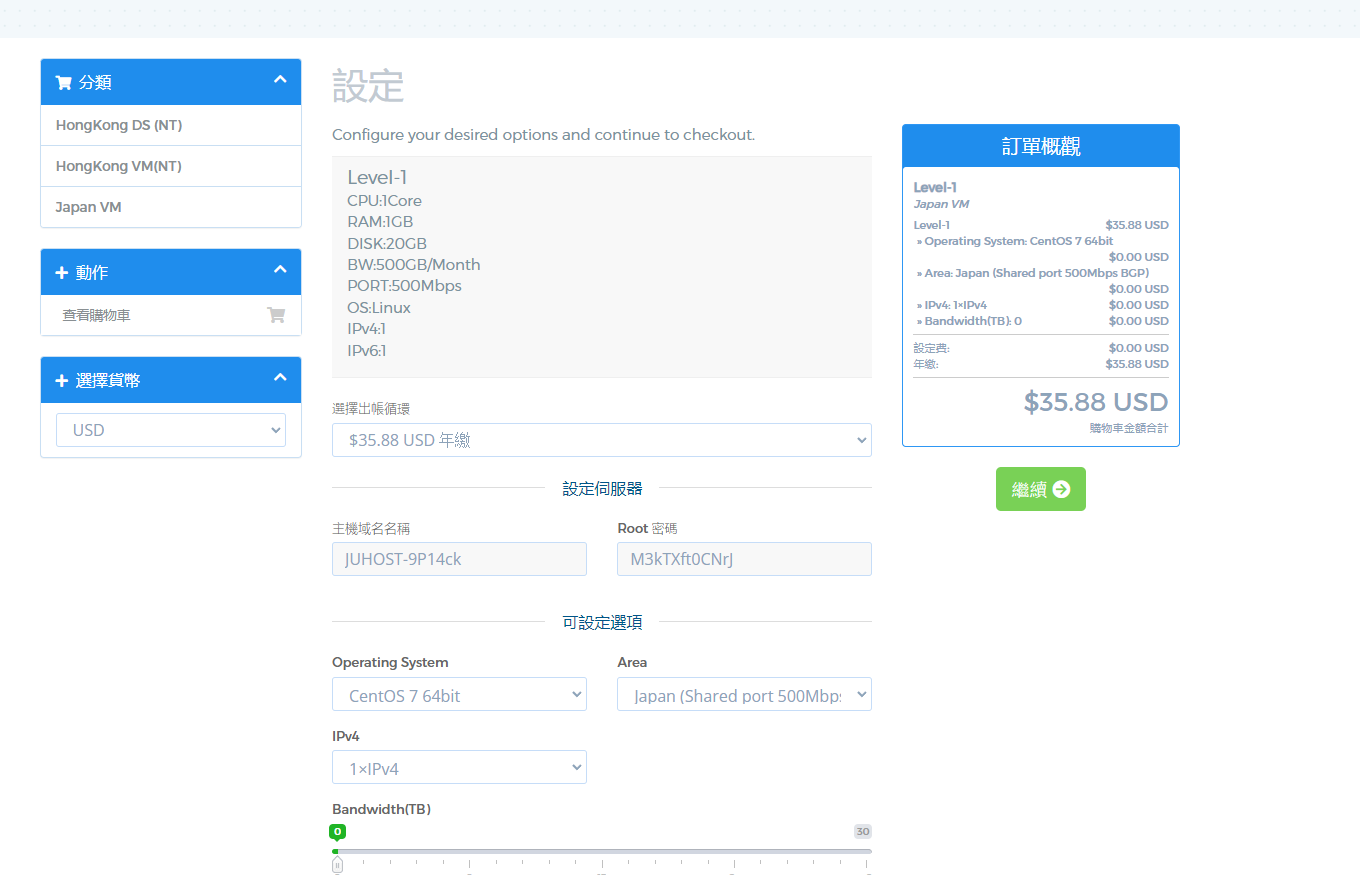 分類
HongKong DS (NT)
HongKong VM(NT)
Japan VM
動作
查看購物車
選擇貨幣
USD
設定
Configure your desired options and continue to checkout.
Level-1
CPU:1Core
RAM:1GB
DISK:20GB
BW:500GB/Month
PORT:500Mbps
OS:Linux
IPv4:1
IPv6:1
選擇出帳循環
$35.88 USD 年繳
設定伺服器
主機域名名稱
Root 密碼
JUHOST-9P14ck
M3kTXft0CNrJ
可設定選項
Operating System
Area
CentOS 7 64bit
Japan (Shared port 500Mbps
IPv4
1×IPv4
Bandwidth(TB)
0
30
訂單概觀
Level-1
Japan VM
Level-1 $35.88 USD
» Operating System: CentOS 7 64bit
$0.00 USD
» Area: Japan (Shared port 500Mbps BGP)
$0.00 USD
» IPv4: 1×IPv4 $0.00 USD
» Bandwidth(TB): 0 $0.00 USD
設定費: $0.00 USD
年繳: $35.88 USD
$35.88 USD
購物車金額合計
繼續